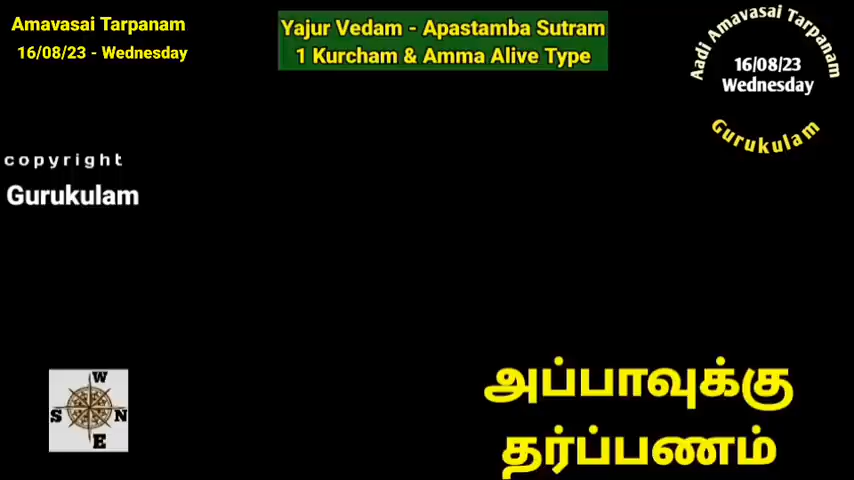 Amavasai Tarpanam
16/08/23 - Wednesday
Yajur Vedam - Apastamba Sutram
1 Kurcham & Amma Alive Type
Aadi Amavasai Tarpanam
16/08/23
Wednesday
Gurukulam
copyright
Gurukulam
W
S N
E
அப்பாவுக்கு
தர்ப்பணம்